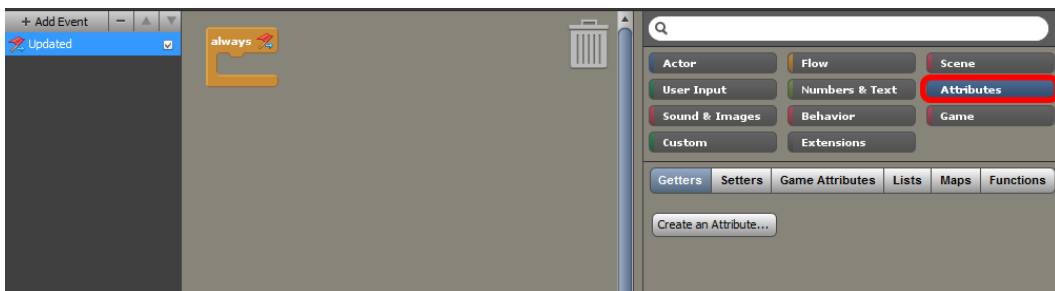 + Add Event
Updated
always
Actor Flow Scene
User Input Numbers & Text Attributes
Sound & Images Behavior Game
Custom Extensions
Getters Setters Game Attributes Lists Maps Functions
Create an Attribute...